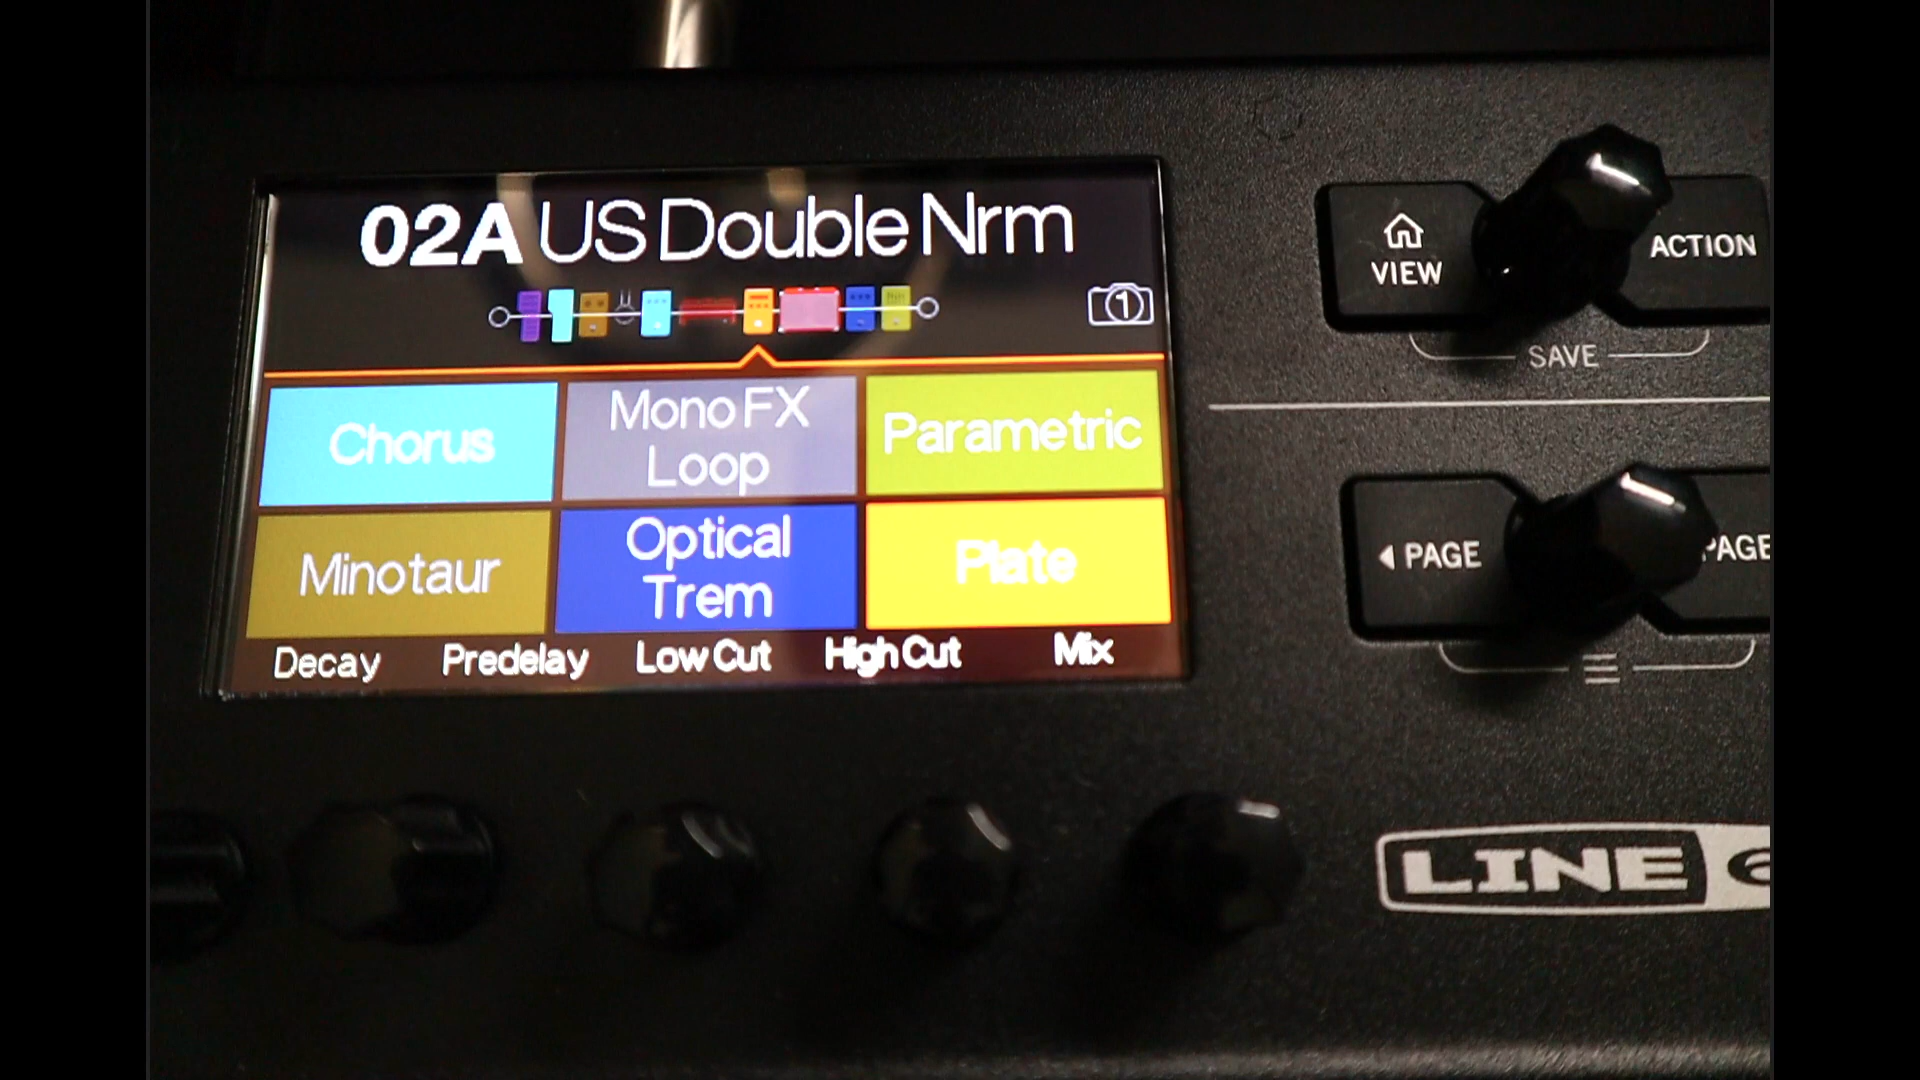 02A US Double Nrm
1
Chorus
Mono FX
Loop
Parametric
Minotaur
Optical
Trem
Plate
Decay Predelay Low Cut High Cut Mix
VIEW
ACTION
SAVE
PAGE
PAGE
LINE